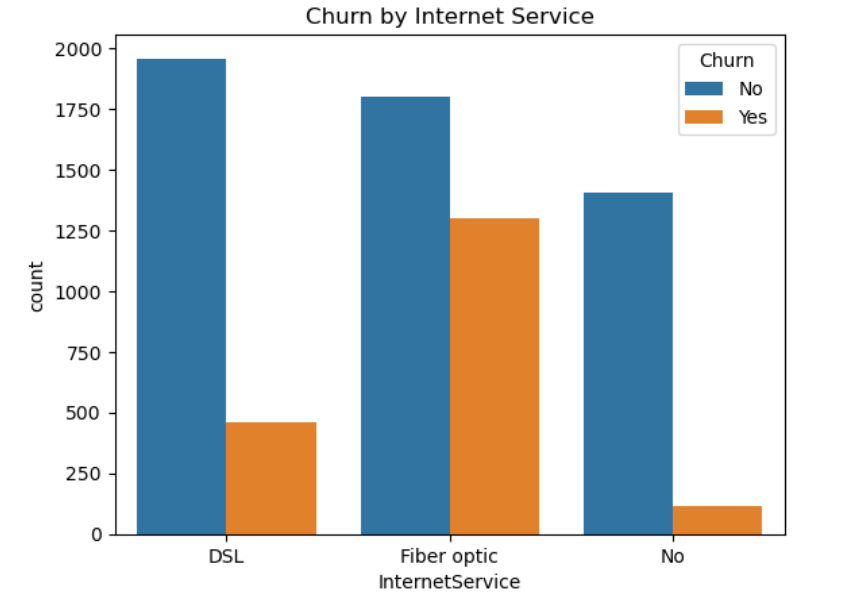 Churn by Internet Service
Churn
No
Yes
count
2000
1750
1500
1250
1000
750
500
250
0
DSL Fiber optic No
InternetService